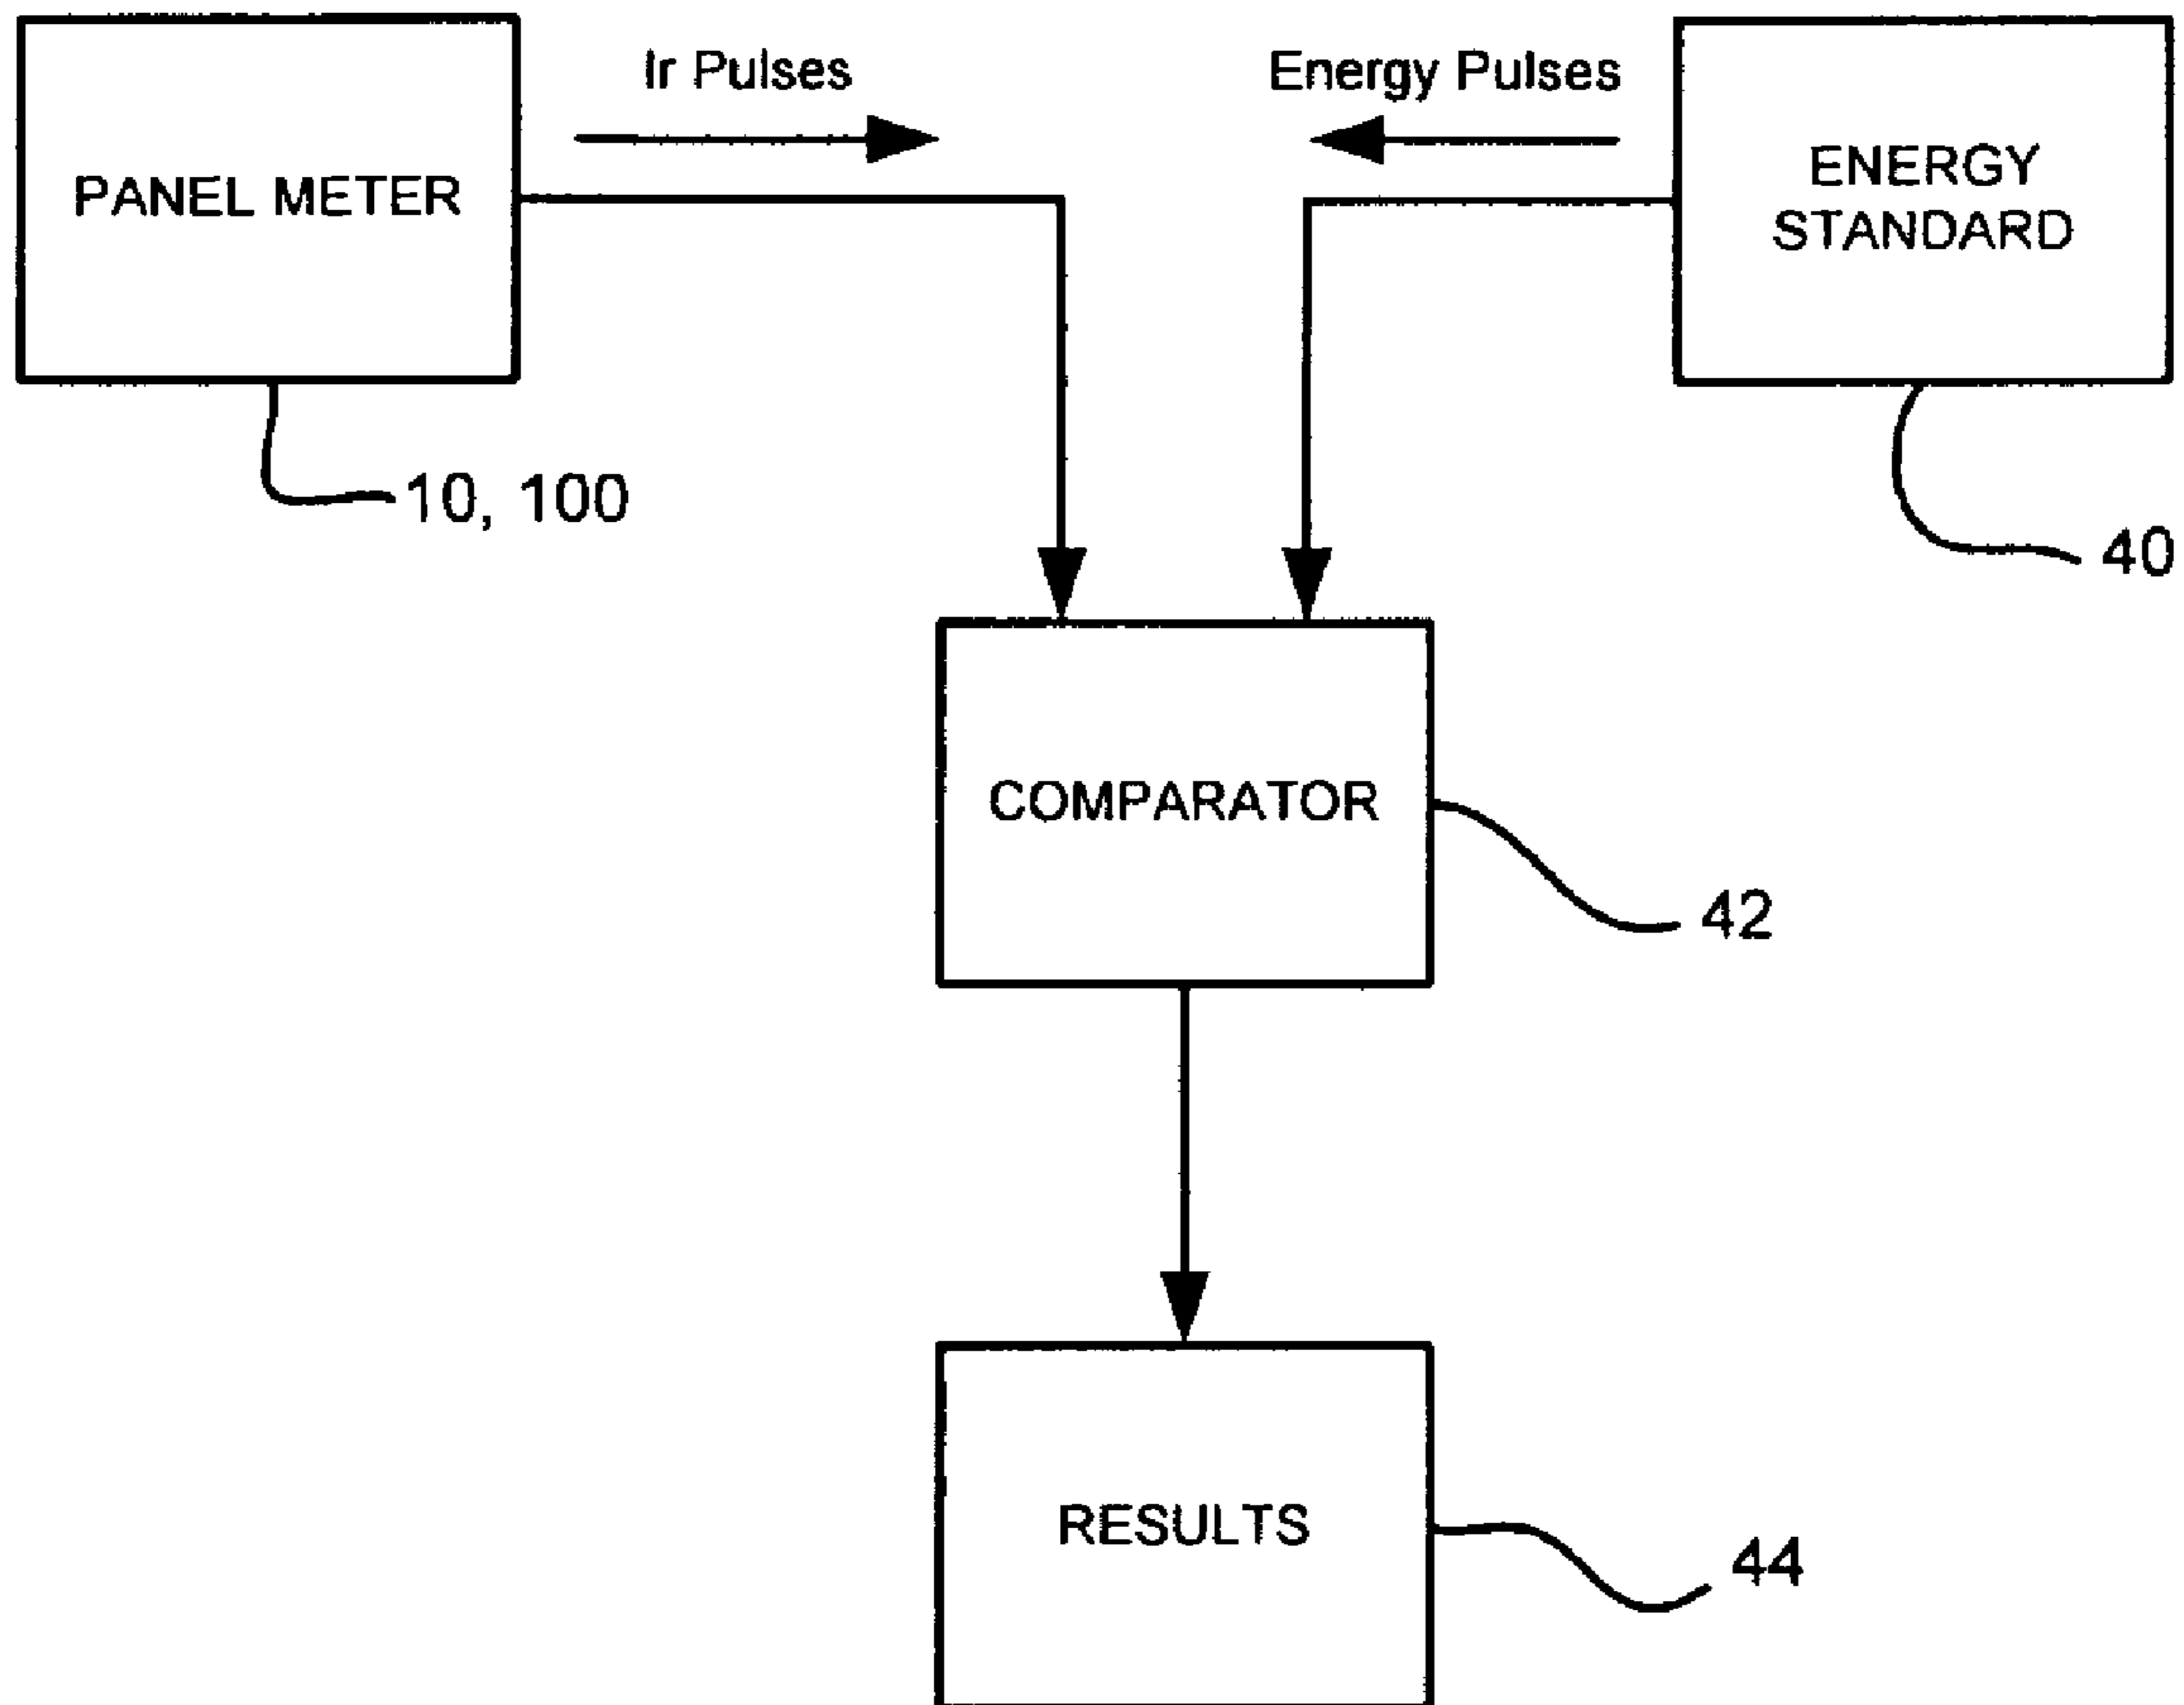 Ir Pulses
Energy Pulses
PANEL METER
ENERGY
STANDARD
10, 100
40
COMPARATOR
42
RESULTS
44